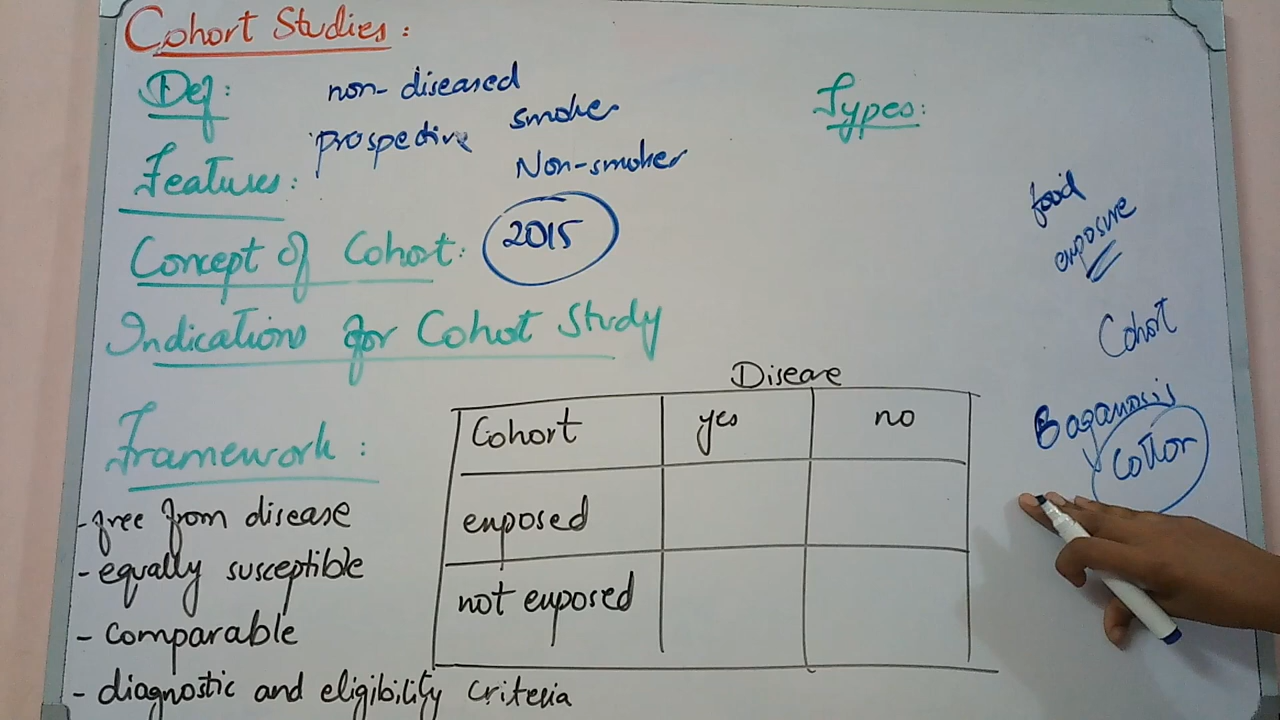 Cohort Studies:
Def: non-diseased
prospective smoker
Non-smoker
Features:
Concept of Cohort: 2015
Indications for Cohot Study
Framework:
-free from disease
-equally susceptible
-comparable
-diagnostic and eligibility criteria
Disease
Cohort yes no
exposed
not exposed
Types:
food
exposure
Cohort
Baganosis
Cotton